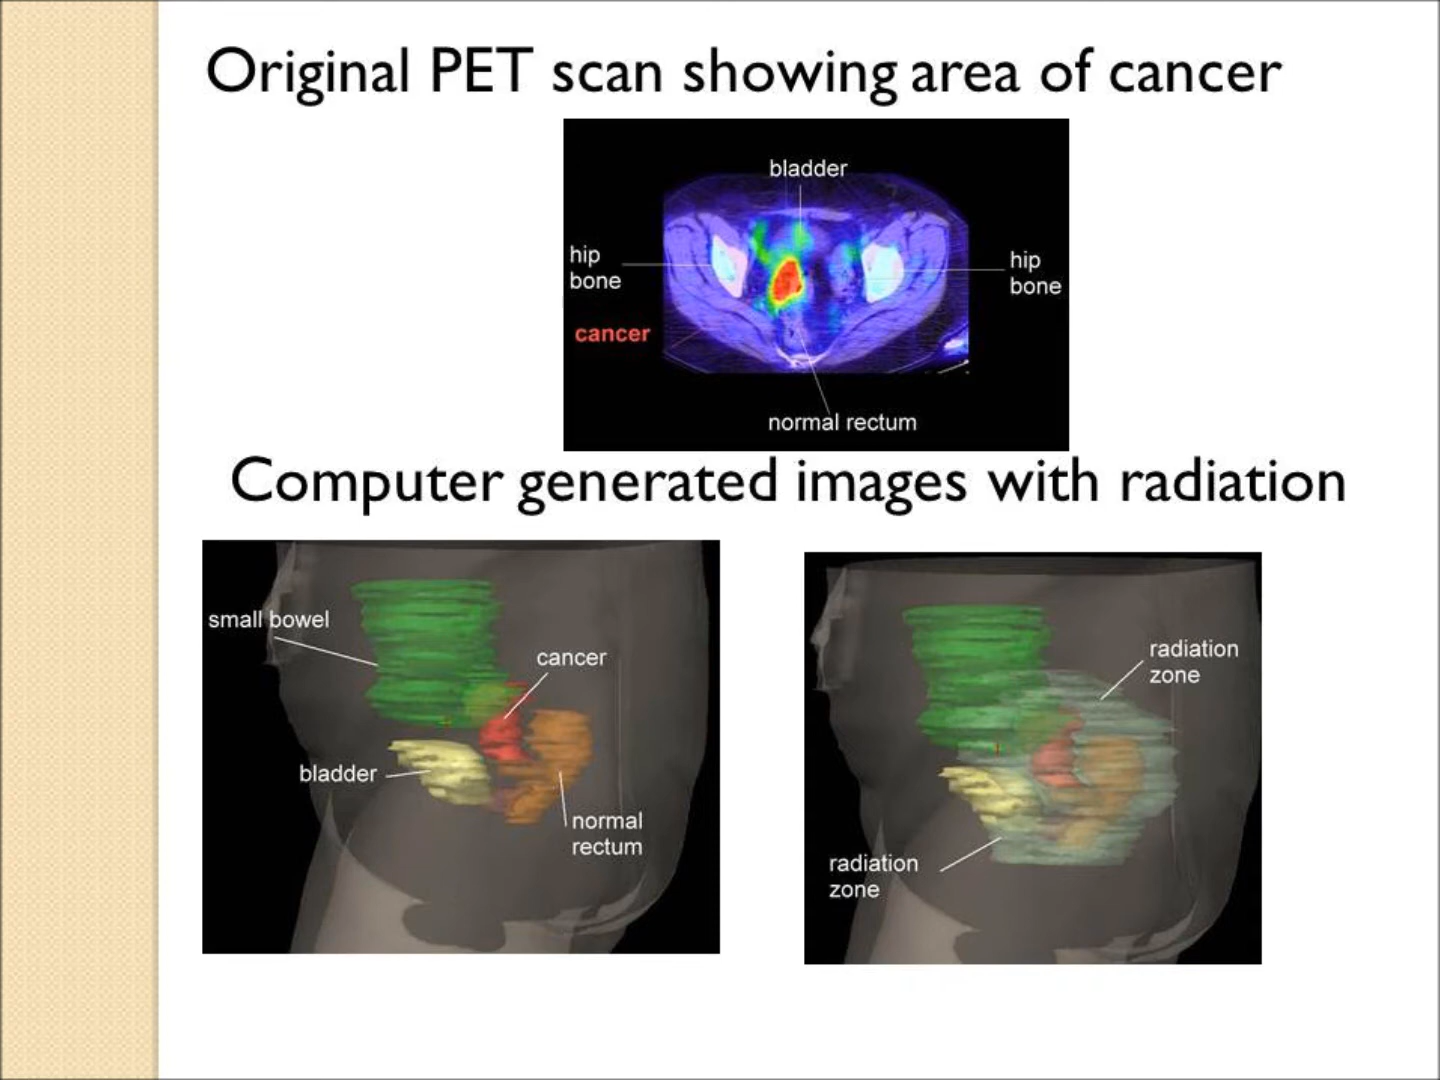 Original PET scan showing area of cancer
bladder
hip
bone
hip
bone
cancer
normal rectum
Computer generated images with radiation
small bowel
cancer
bladder
normal
rectum
radiation
zone
radiation
zone